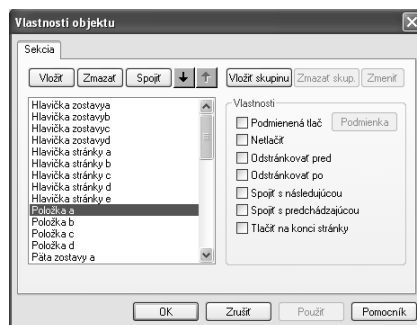 Vlastnosti objektu
Sekcia
Vložiť Zmazať Spojiť Vložiť skupinu Zmazať skup. Zmeniť
Hlavička zostavya
Hlavička zostavyb
Hlavička zostavyc
Hlavička zostavyd
Hlavička stránky a
Hlavička stránky b
Hlavička stránky c
Hlavička stránky d
Hlavička stránky e
Položka a
Položka b
Položka c
Položka d
Päta zostavy a
Vlastnosti
Podmienená tlač Podmienka
Netlačiť
Odstránkovať pred
Odstránkovať po
Spojiť s následujúcou
Spojiť s predchádzajúcou
Tlačiť na konci stránky
OK Zrušiť Použiť Pomocník